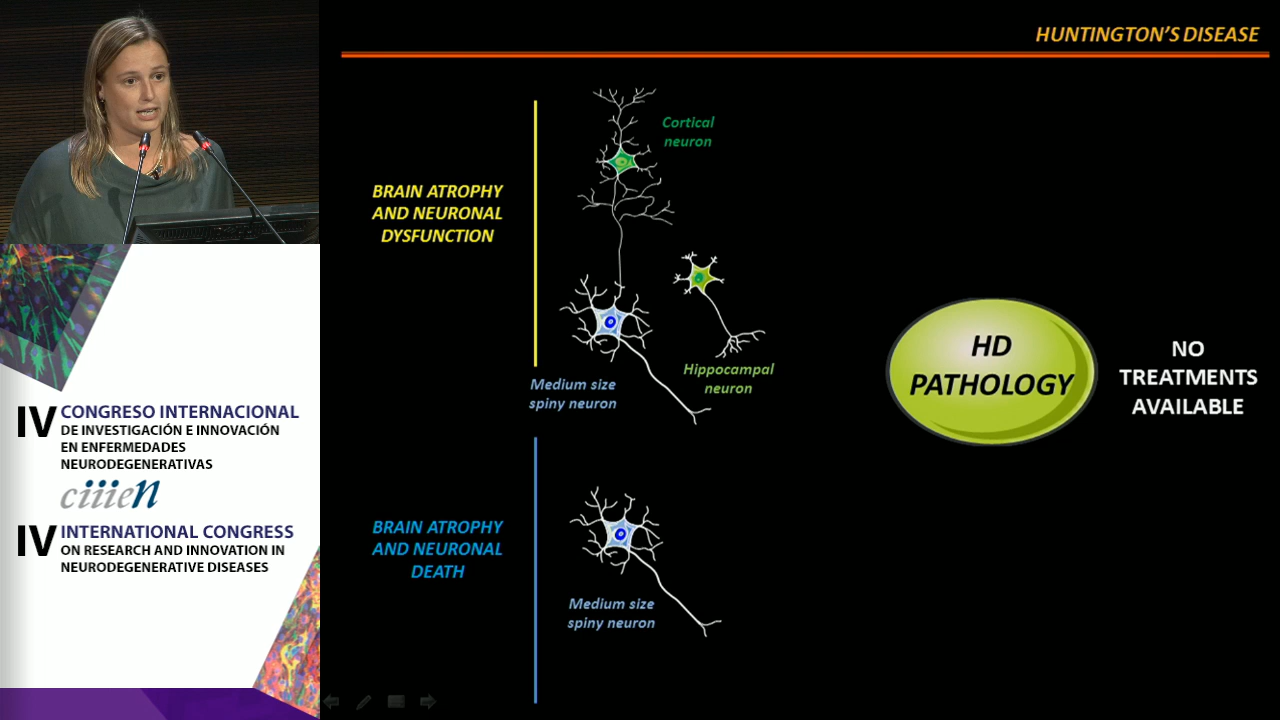 HUNTINGTON'S DISEASE
Cortical
neuron
BRAIN ATROPHY
AND NEURONAL
DYSFUNCTION
Hippocampal
neuron
Medium size
spiny neuron
HD
PATHOLOGY
NO
TREATMENTS
AVAILABLE
BRAIN ATROPHY
AND NEURONAL
DEATH
Medium size
spiny neuron
IV CONGRESO INTERNACIONAL
DE INVESTIGACIÓN E INNOVACIÓN
EN ENFERMEDADES
NEURODEGENERATIVAS
ciiien
IV INTERNATIONAL CONGRESS
ON RESEARCH AND INNOVATION IN
NEURODEGENERATIVE DISEASES